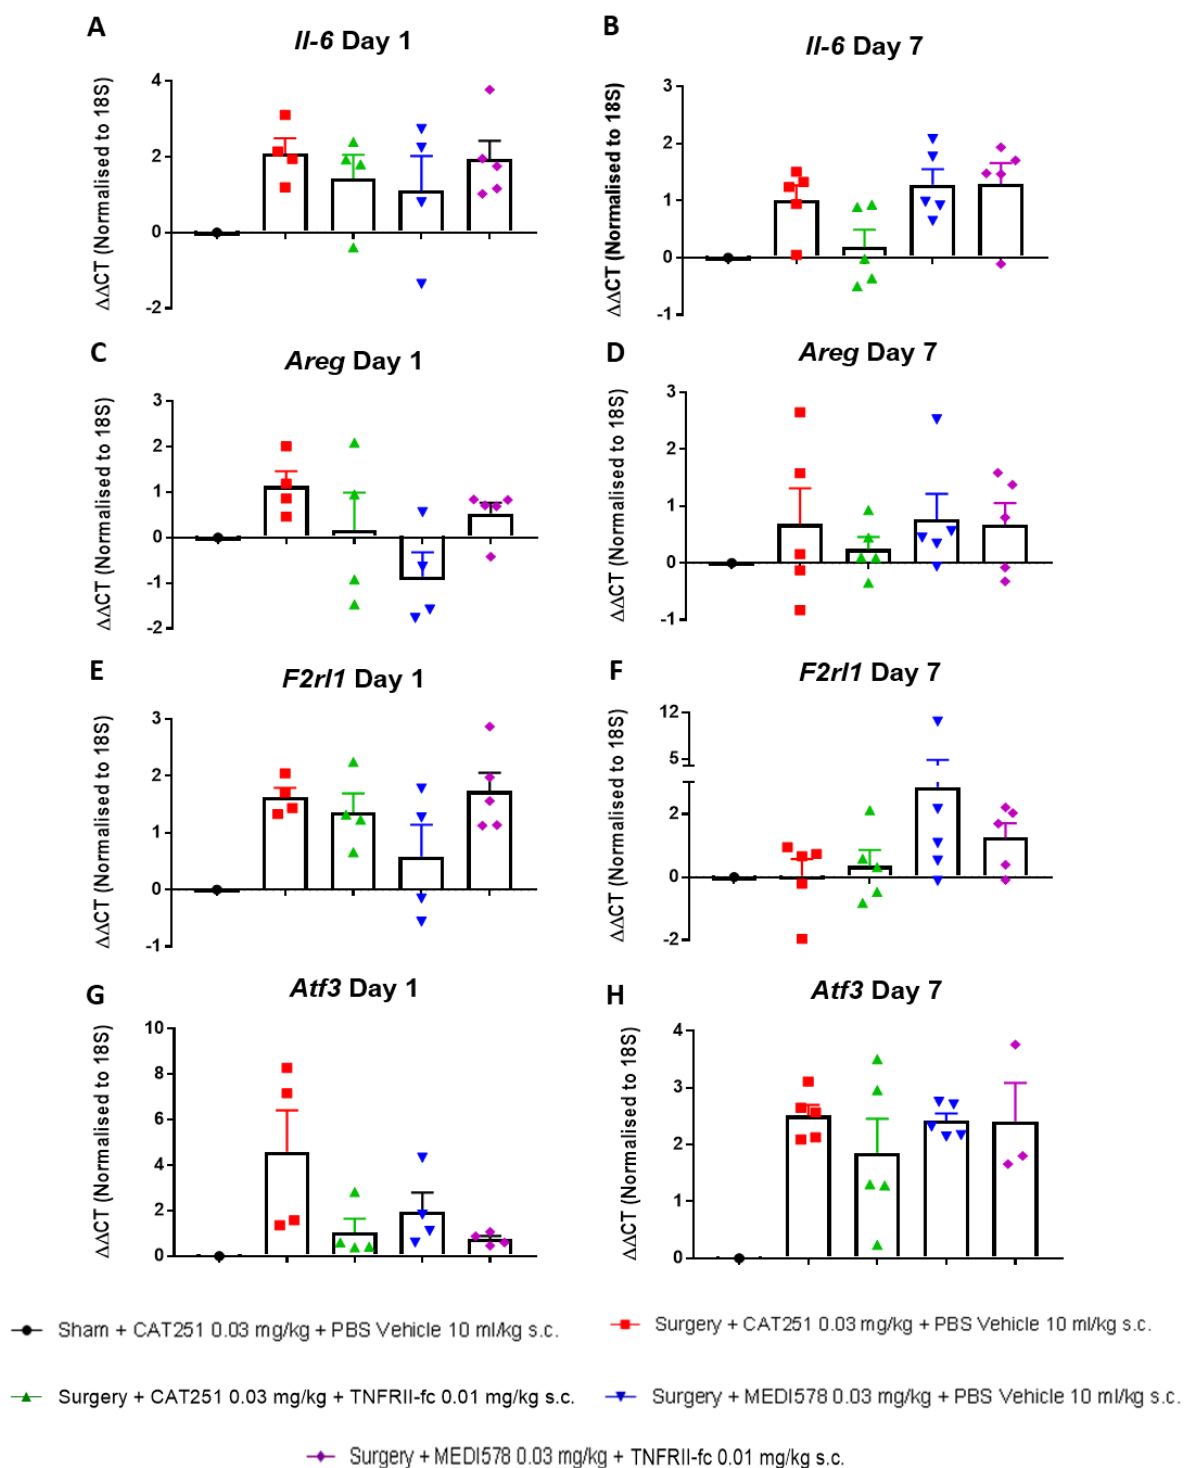 A
Il-6 Day 1
ΔΔCT (Normalised to 18S)
4
2
0
-2
B
Il-6 Day 7
ΔΔCT (Normalised to 18S)
3
2
1
0
-1
C
Areg Day 1
ΔΔCT (Normalised to 18S)
3
2
1
0
-1
-2
D
Areg Day 7
ΔΔCT (Normalised to 18S)
3
2
1
0
-1
E
F2rl1 Day 1
ΔΔCT (Normalised to 18S)
3
2
1
0
-1
F
F2rl1 Day 7
ΔΔCT (Normalised to 18S)
12
5
2
0
-2
G
Atf3 Day 1
ΔΔCT (Normalised to 18S)
10
8
6
4
2
0
H
Atf3 Day 7
ΔΔCT (Normalised to 18S)
4
3
2
1
0
Sham + CAT251 0.03 mg/kg + PBS Vehicle 10 ml/kg s.c.
Surgery + CAT251 0.03 mg/kg + PBS Vehicle 10 ml/kg s.c.
Surgery + CAT251 0.03 mg/kg + TNFRII-fc 0.01 mg/kg s.c.
Surgery + MEDI578 0.03 mg/kg + PBS Vehicle 10 ml/kg s.c.
Surgery + MEDI578 0.03 mg/kg + TNFRII-fc 0.01 mg/kg s.c.